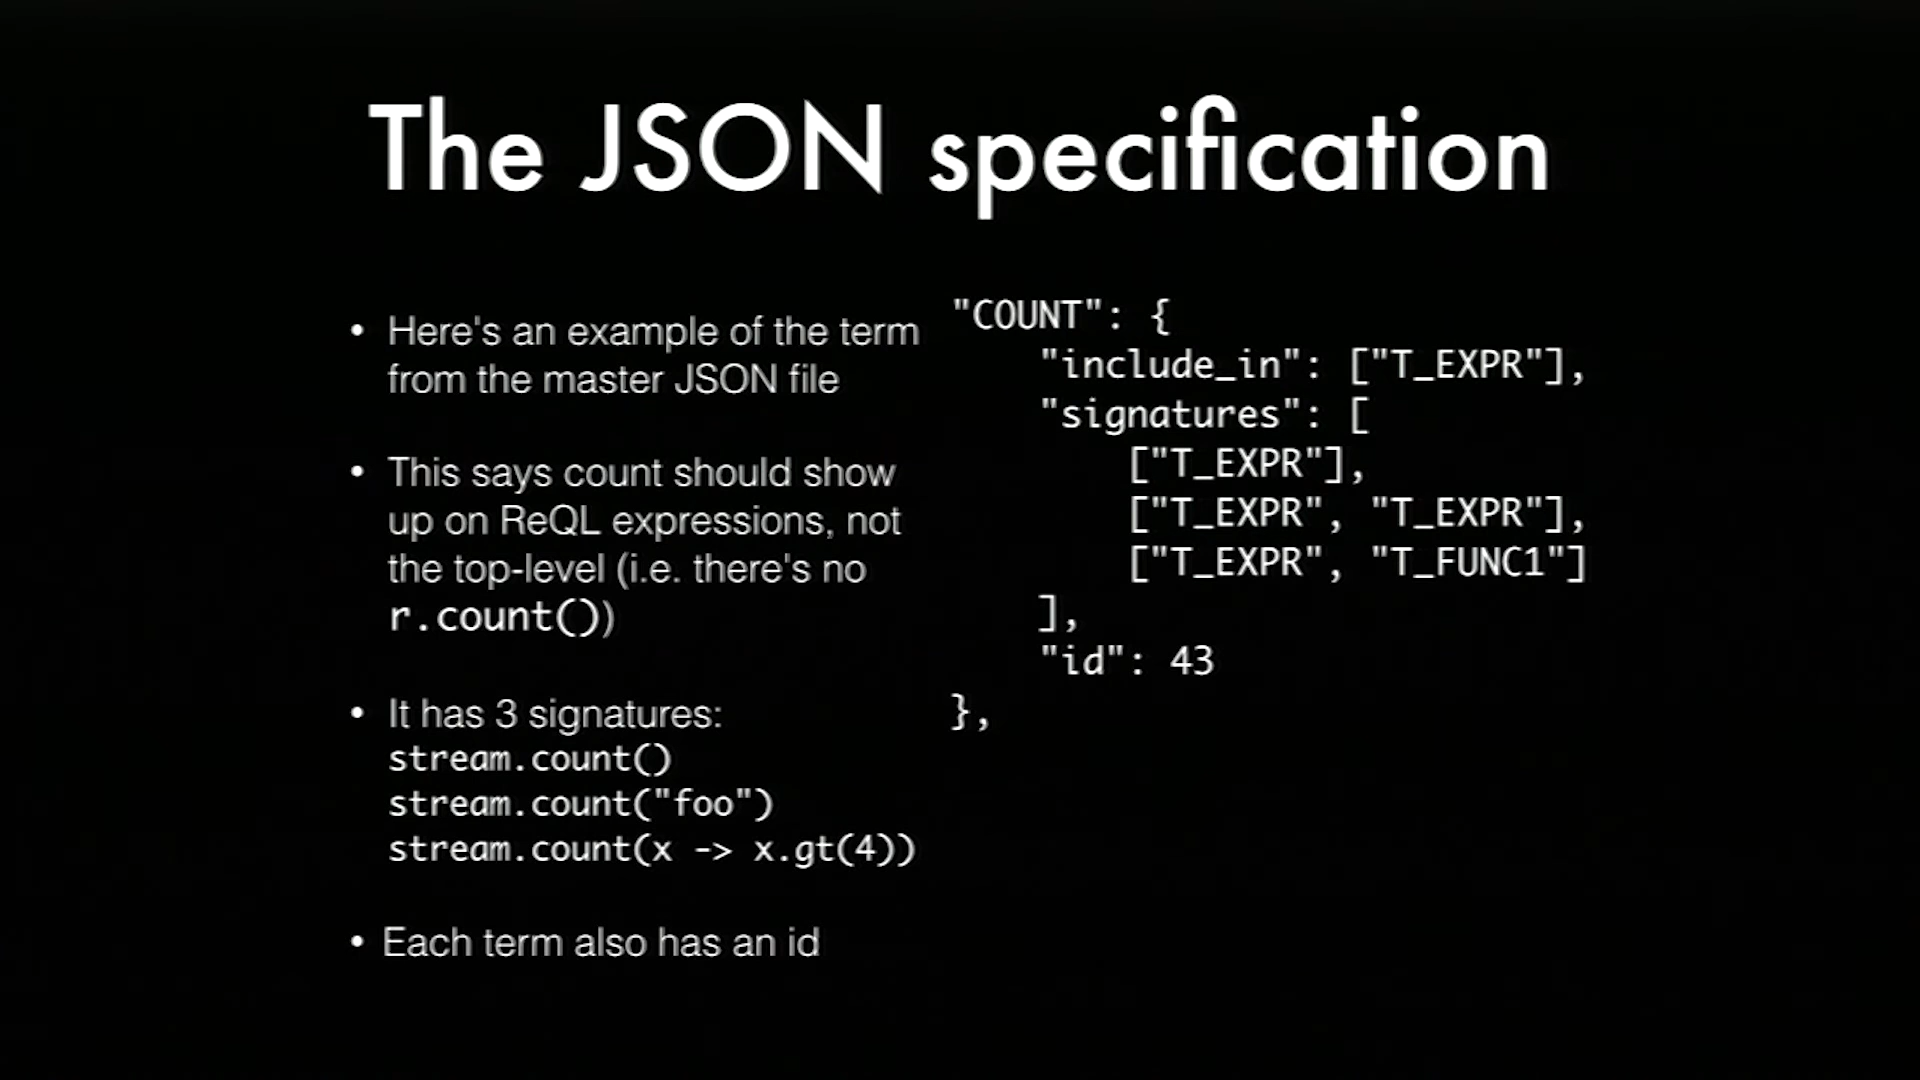 The JSON specification
• Here's an example of the term
from the master JSON file
• This says count should show
up on ReQL expressions, not
the top-level (i.e. there's no
r.count())
• It has 3 signatures:
stream.count()
stream.count("foo")
stream.count(x -> x.gt(4))
• Each term also has an id
"COUNT": {
    "include_in": ["T_EXPR"],
    "signatures": [
        ["T_EXPR"],
        ["T_EXPR", "T_EXPR"],
        ["T_EXPR", "T_FUNC1"]
    ],
    "id": 43
},